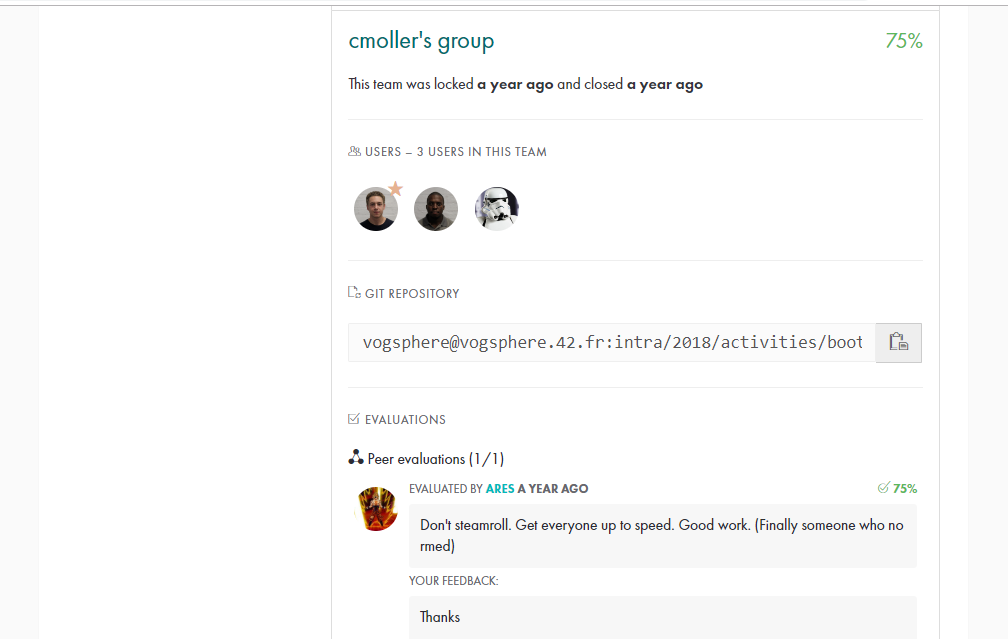 cmoller's group
75%
This team was locked a year ago and closed a year ago
USERS – 3 USERS IN THIS TEAM
GIT REPOSITORY
vogsphere@vogsphere.42.fr:intra/2018/activities/boot
EVALUATIONS
Peer evaluations (1/1)
EVALUATED BY ARES A YEAR AGO
75%
Don't steamroll. Get everyone up to speed. Good work. (Finally someone who no
rmed)
YOUR FEEDBACK:
Thanks